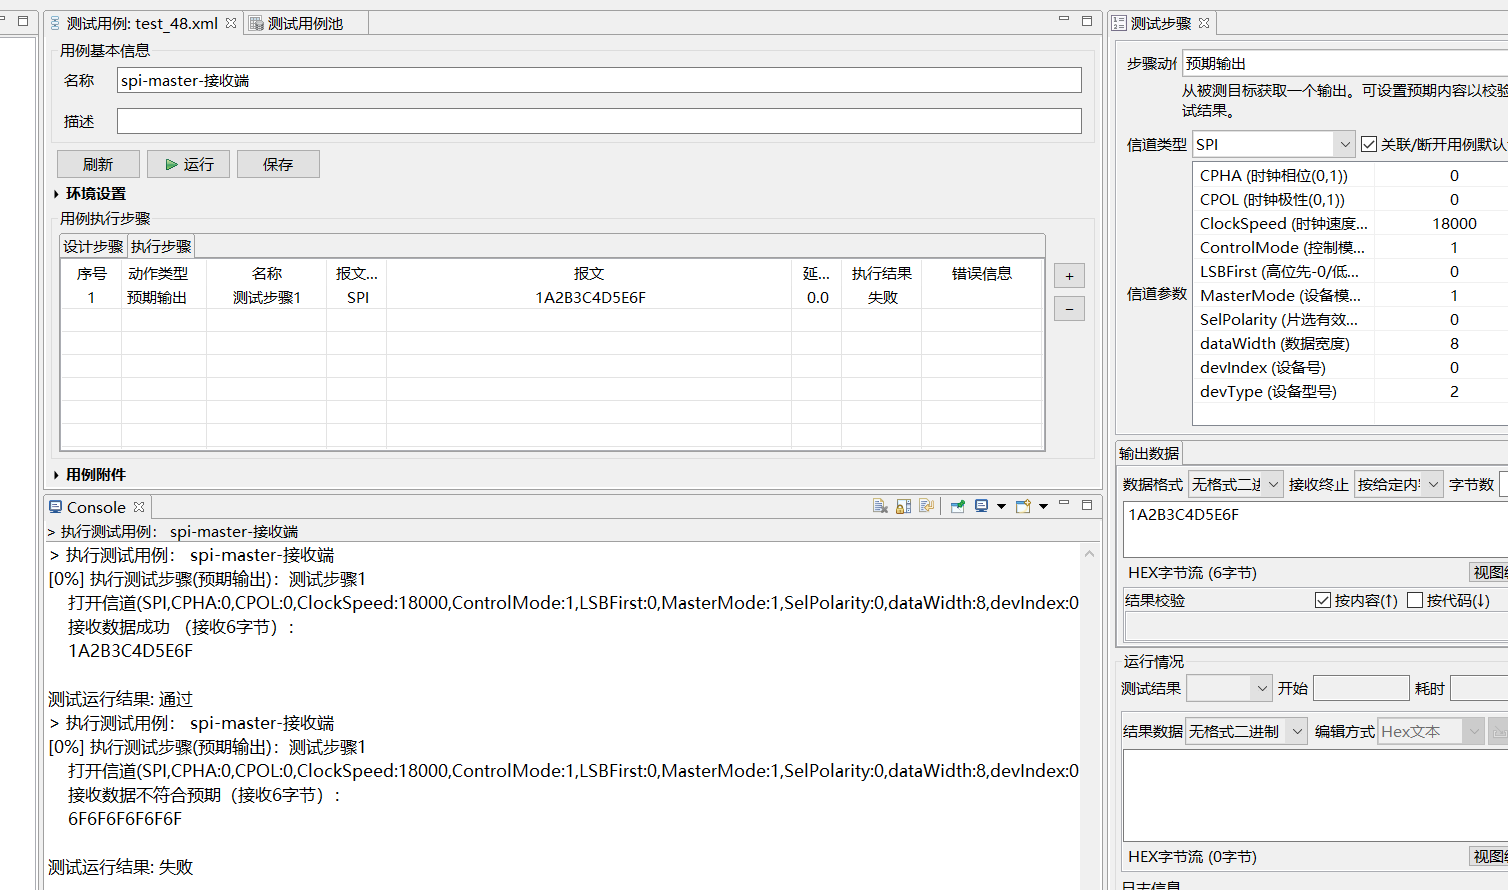 测试用例: test_48.xml
测试用例池
用例基本信息
名称
spi-master-接收端
描述
刷新
运行
保存
环境设置
用例执行步骤
设计步骤
执行步骤
序号 动作类型 名称 报文... 报文 延... 执行结果 错误信息
1 预期输出 测试步骤1 SPI 1A2B3C4D5E6F 0.0 失败
+
−
用例附件
Console
> 执行测试用例: spi-master-接收端
> 执行测试用例: spi-master-接收端
[0%] 执行测试步骤(预期输出): 测试步骤1
打开信道(SPI,CPHA:0,CPOL:0,ClockSpeed:18000,ControlMode:1,LSBFirst:0,MasterMode:1,SelPolarity:0,dataWidth:8,devIndex:0
接收数据成功 (接收6字节):
1A2B3C4D5E6F
测试运行结果: 通过
> 执行测试用例: spi-master-接收端
[0%] 执行测试步骤(预期输出): 测试步骤1
打开信道(SPI,CPHA:0,CPOL:0,ClockSpeed:18000,ControlMode:1,LSBFirst:0,MasterMode:1,SelPolarity:0,dataWidth:8,devIndex:0
接收数据不符合预期 (接收6字节):
6F6F6F6F6F6F
测试运行结果: 失败
测试步骤
步骤动作
预期输出
从被测目标获取一个输出。可设置预期内容以校验
试结果。
信道类型
SPI
关联/断开用例默认
信道参数
CPHA (时钟相位(0,1)) 0
CPOL (时钟极性(0,1)) 0
ClockSpeed (时钟速度... 18000
ControlMode (控制模... 1
LSBFirst (高位先-0/低... 0
MasterMode (设备模... 1
SelPolarity (片选有效... 0
dataWidth (数据宽度) 8
devIndex (设备号) 0
devType (设备型号) 2
输出数据
数据格式 无格式二进 接收终止 按给定内容 字节数
1A2B3C4D5E6F
HEX字节流 (6字节)
视图
结果校验
按内容(↑)
按代码(↓)
运行情况
测试结果
开始
耗时
结果数据 无格式二进制 编辑方式 Hex文本
HEX字节流 (0字节)
视图
日志信息